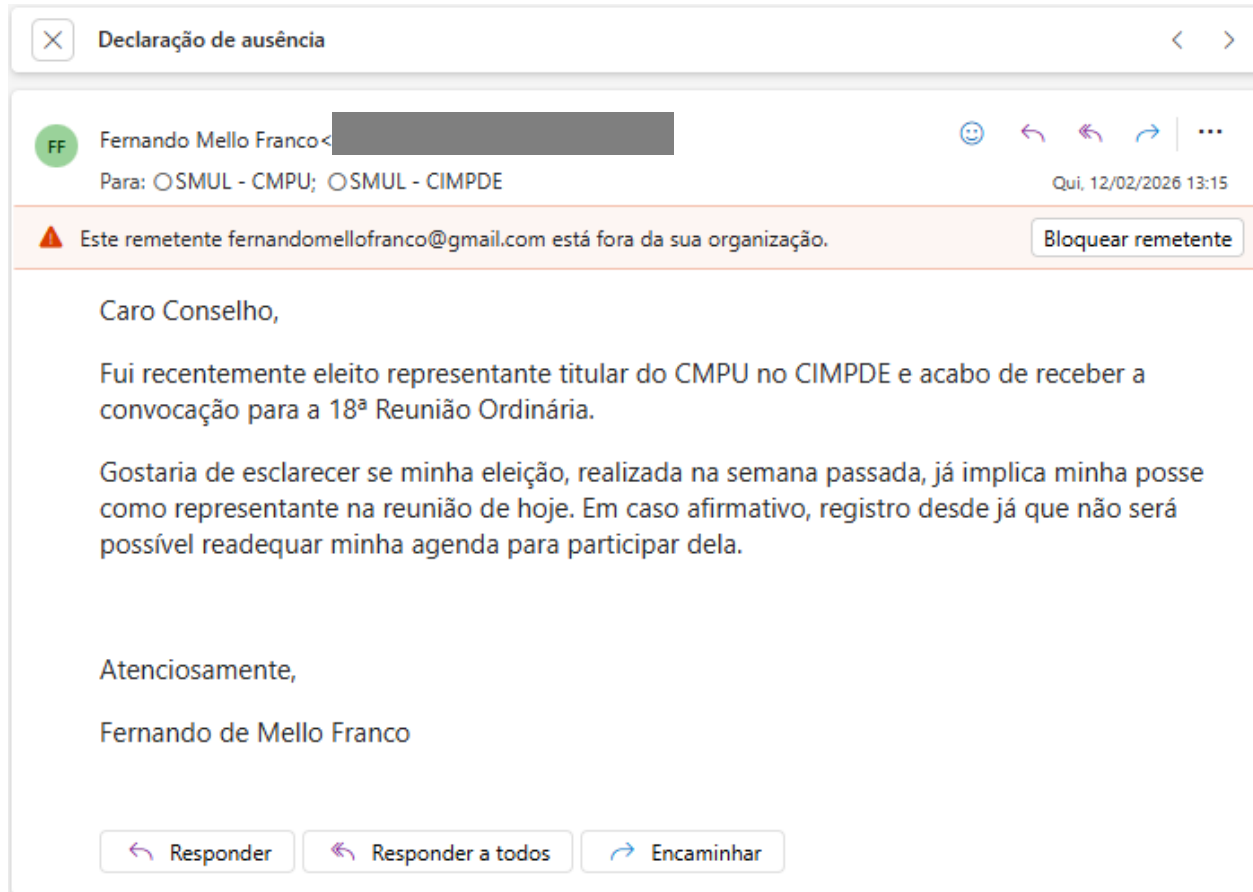 Declaração de ausência
FF
Fernando Mello Franco<
Para: SMUL - CMPU; SMUL - CIMPDE
Qui, 12/02/2026 13:15
Este remetente fernandomellofranco@gmail.com está fora da sua organização.
Bloquear remetente
Caro Conselho,
Fui recentemente eleito representante titular do CMPU no CIMPDE e acabo de receber a
convocação para a 18ª Reunião Ordinária.
Gostaria de esclarecer se minha eleição, realizada na semana passada, já implica minha posse
como representante na reunião de hoje. Em caso afirmativo, registro desde já que não será
possível readequar minha agenda para participar dela.
Atenciosamente,
Fernando de Mello Franco
Responder
Responder a todos
Encaminhar